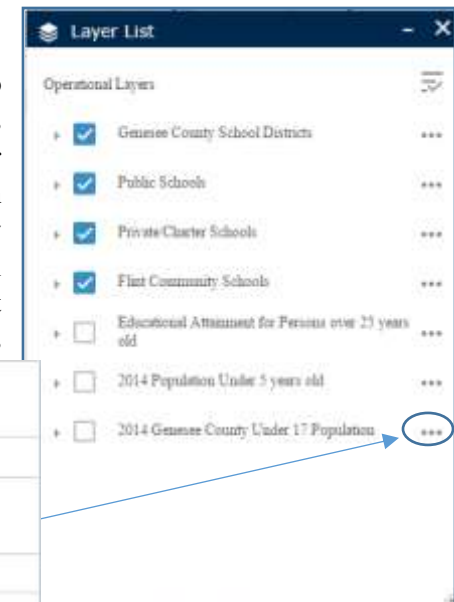 Layer List
Operational Layers
Genesee County School Districts
Public Schools
Private/Charter Schools
Flint Community Schools
Educational Attainment for Persons over 25 years
old
2014 Population Under 5 years old
2014 Genesee County Under 17 Population